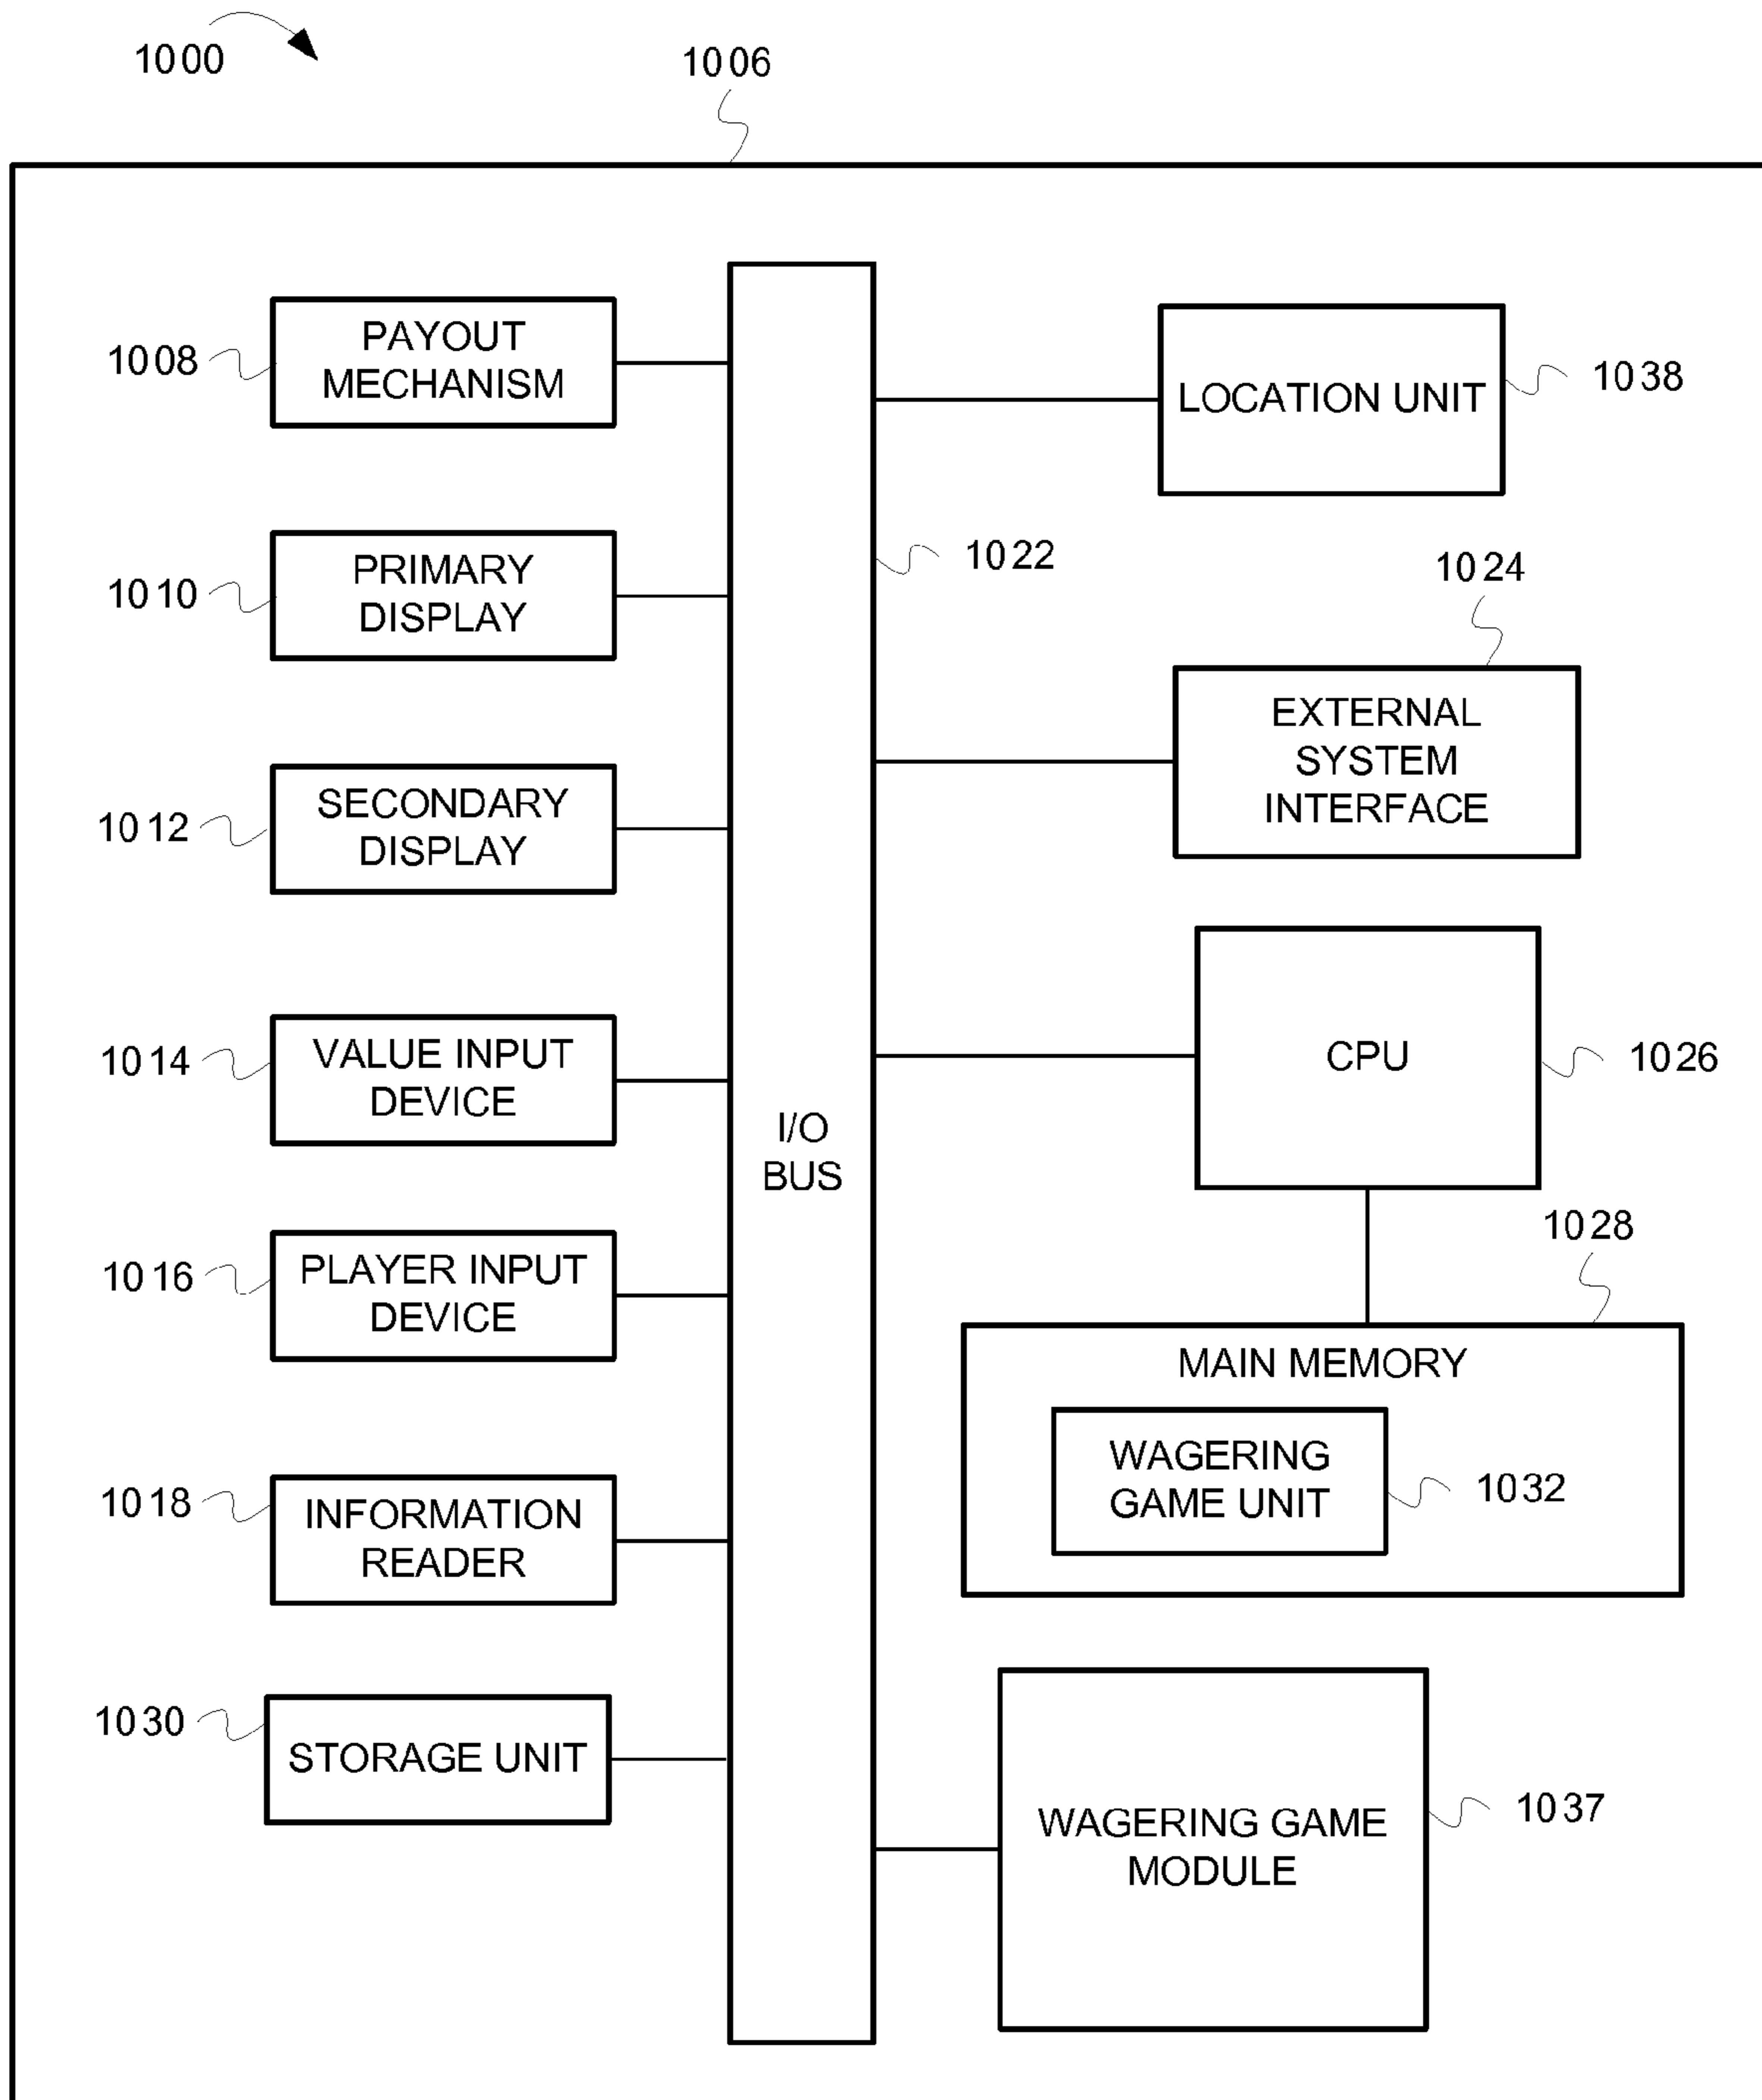 1000
1006
1008
PAYOUT
MECHANISM
1010
PRIMARY
DISPLAY
1012
SECONDARY
DISPLAY
1014
VALUE INPUT
DEVICE
1016
PLAYER INPUT
DEVICE
1018
INFORMATION
READER
1030
STORAGE UNIT
I/O
BUS
1022
LOCATION UNIT
1038
1024
EXTERNAL
SYSTEM
INTERFACE
CPU
1026
1028
MAIN MEMORY
WAGERING
GAME UNIT
1032
WAGERING GAME
MODULE
1037